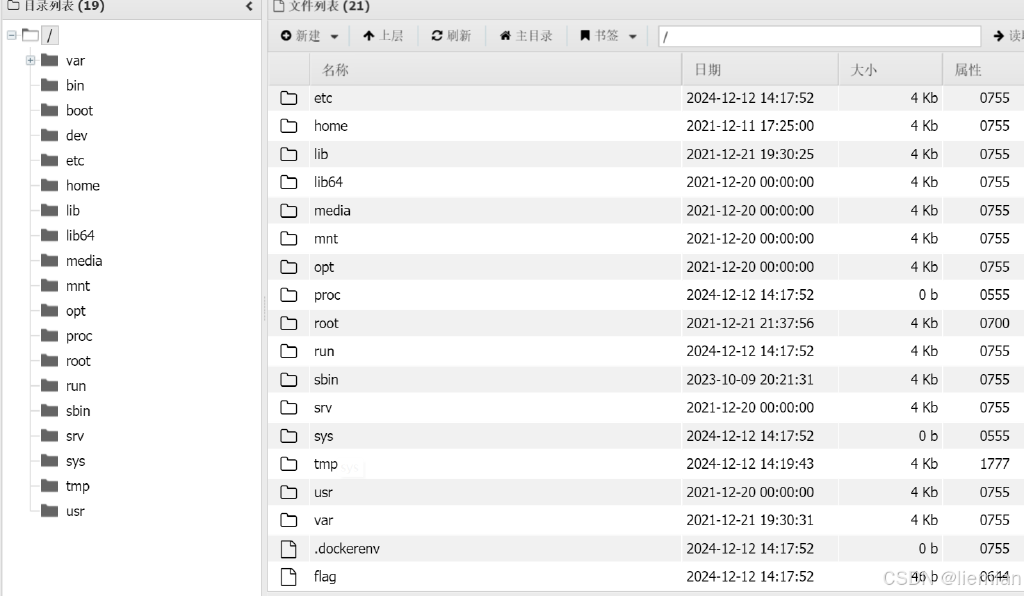 目录列表 (19)
文件列表 (21)
新建 上层 刷新 主目录 书签 / 读
/
var
bin
boot
dev
etc
home
lib
lib64
media
mnt
opt
proc
root
run
sbin
srv
sys
tmp
usr
名称 日期 大小 属性
etc 2024-12-12 14:17:52 4 Kb 0755
home 2021-12-11 17:25:00 4 Kb 0755
lib 2021-12-21 19:30:25 4 Kb 0755
lib64 2021-12-20 00:00:00 4 Kb 0755
media 2021-12-20 00:00:00 4 Kb 0755
mnt 2021-12-20 00:00:00 4 Kb 0755
opt 2021-12-20 00:00:00 4 Kb 0755
proc 2024-12-12 14:17:52 0 b 0555
root 2021-12-21 21:37:56 4 Kb 0700
run 2024-12-12 14:17:52 4 Kb 0755
sbin 2023-10-09 20:21:31 4 Kb 0755
srv 2021-12-20 00:00:00 4 Kb 0755
sys 2024-12-12 14:17:52 0 b 0555
tmp 2024-12-12 14:19:43 4 Kb 1777
usr 2021-12-20 00:00:00 4 Kb 0755
var 2021-12-21 19:30:31 4 Kb 0755
.dockerenv 2024-12-12 14:17:52 0 b 0755
flag 2024-12-12 14:17:52 46 b 0644